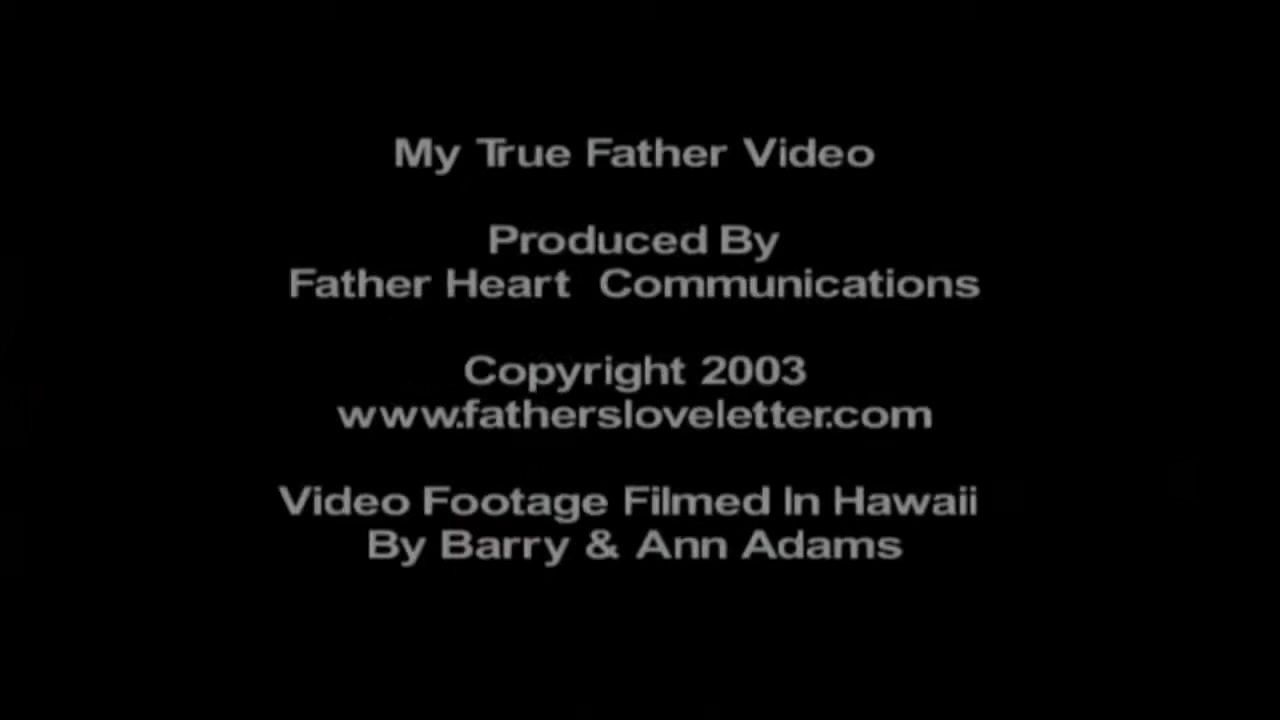 My True Father Video
Produced By
Father Heart Communications
Copyright 2003
www.fathersloveletter.com
Video Footage Filmed In Hawaii
By Barry & Ann Adams